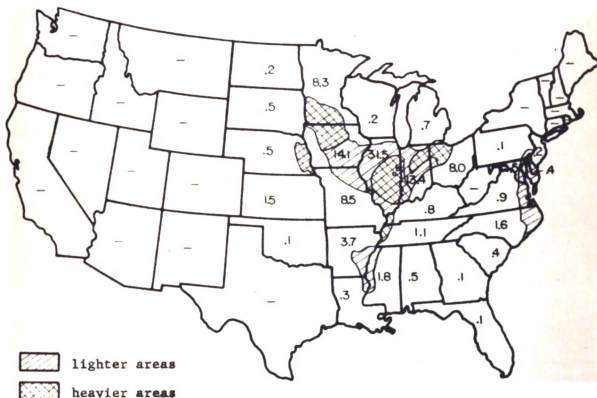 – – – .2 8.3
– – – .5 .2 .7 – – – –
– – – .5 14.1 31.5 13.4 8.0 .1 .2
– – – 1.5 8.5 .8 – .9 .4
– – .1 3.7 1.1 1.6
– .3 1.8 .5 .1 .4
.1
lighter areas
heavier areas